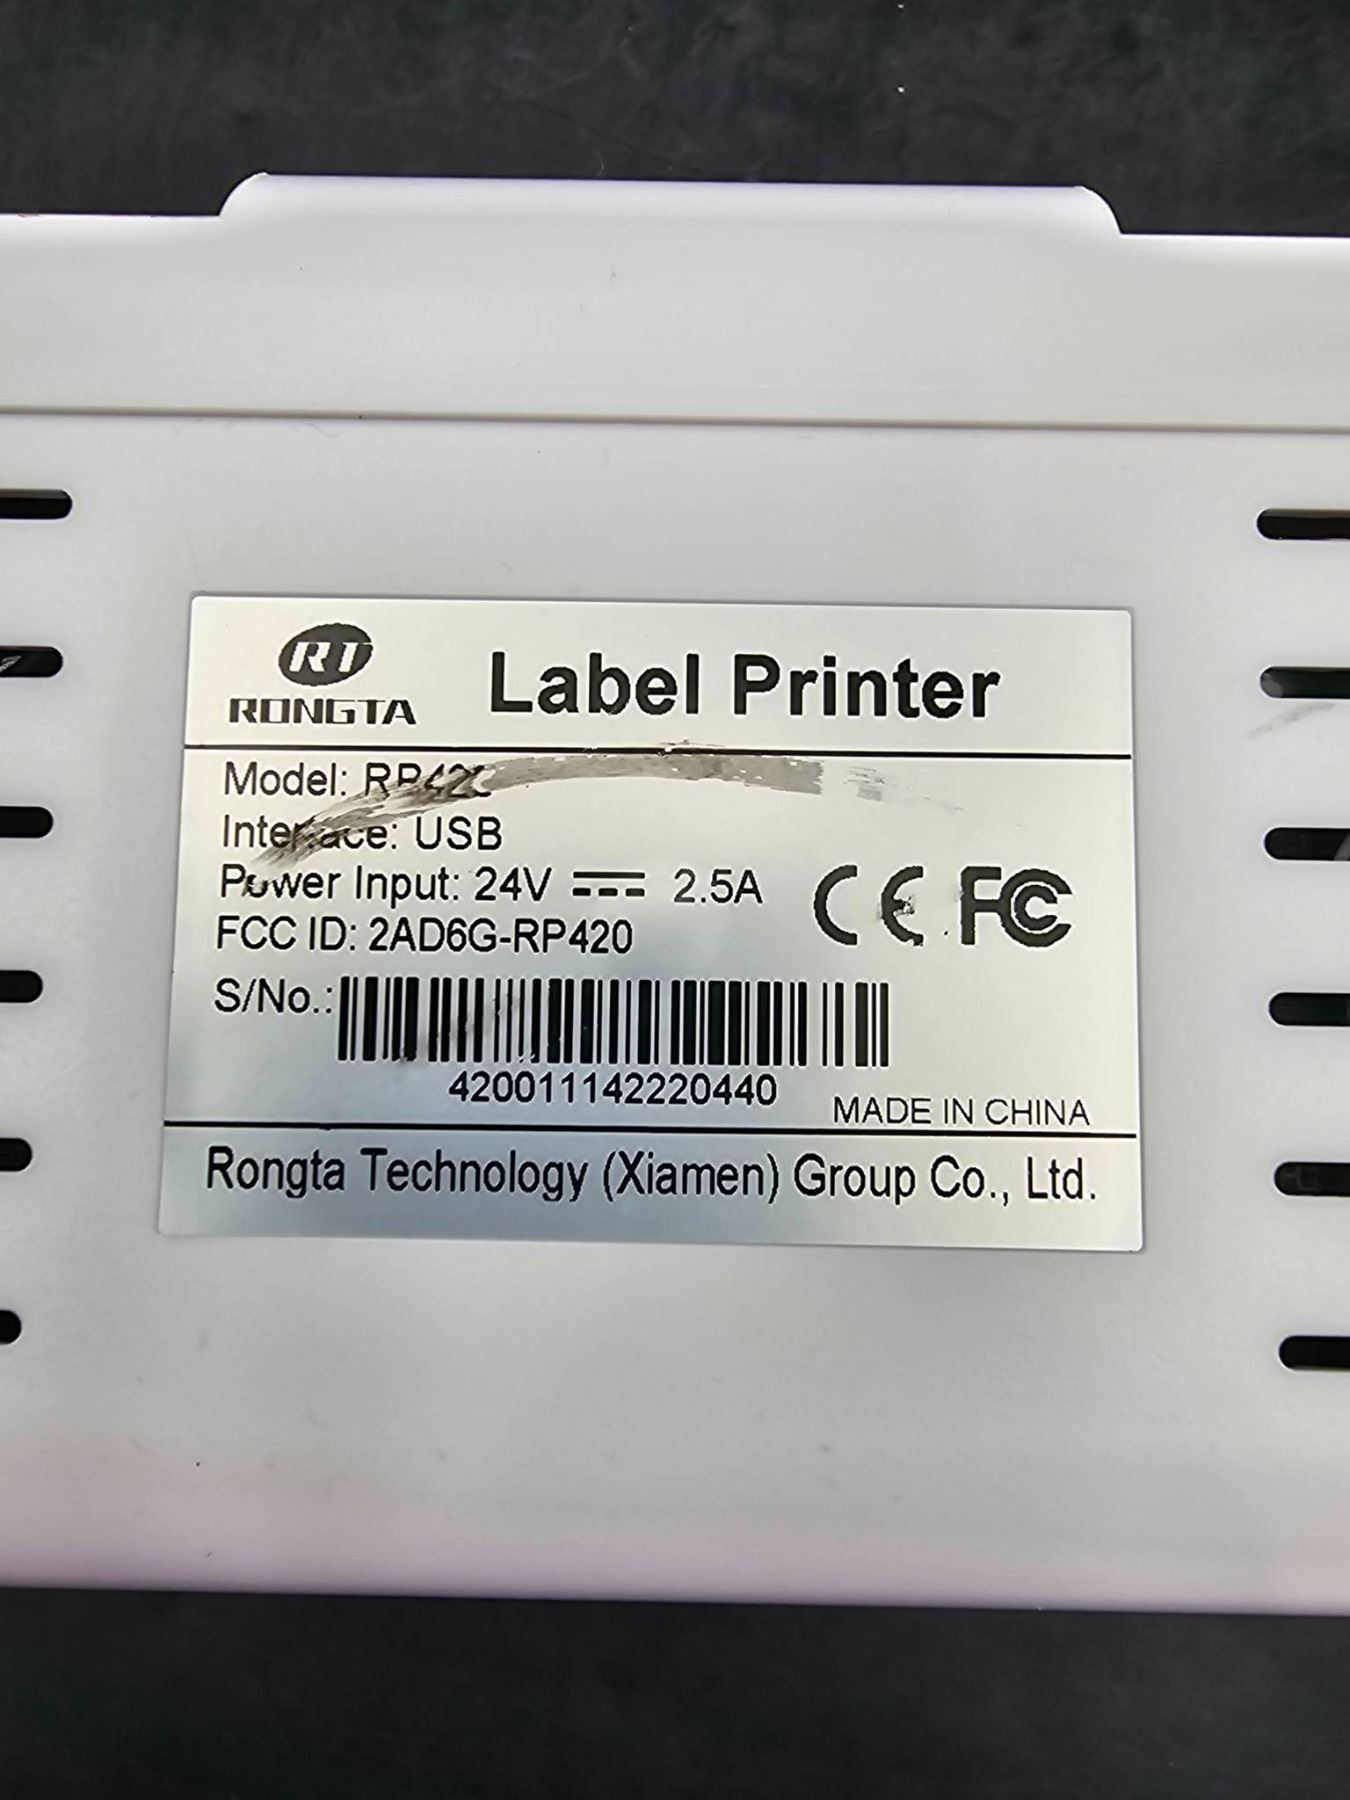 RT
RONGTA
Label Printer
Model: RP420
Interface: USB
Power Input: 24V 2.5A
CE FC
FCC ID: 2AD6G-RP420
S/No.:
420011142220440
MADE IN CHINA
Rongta Technology (Xiamen) Group Co., Ltd.